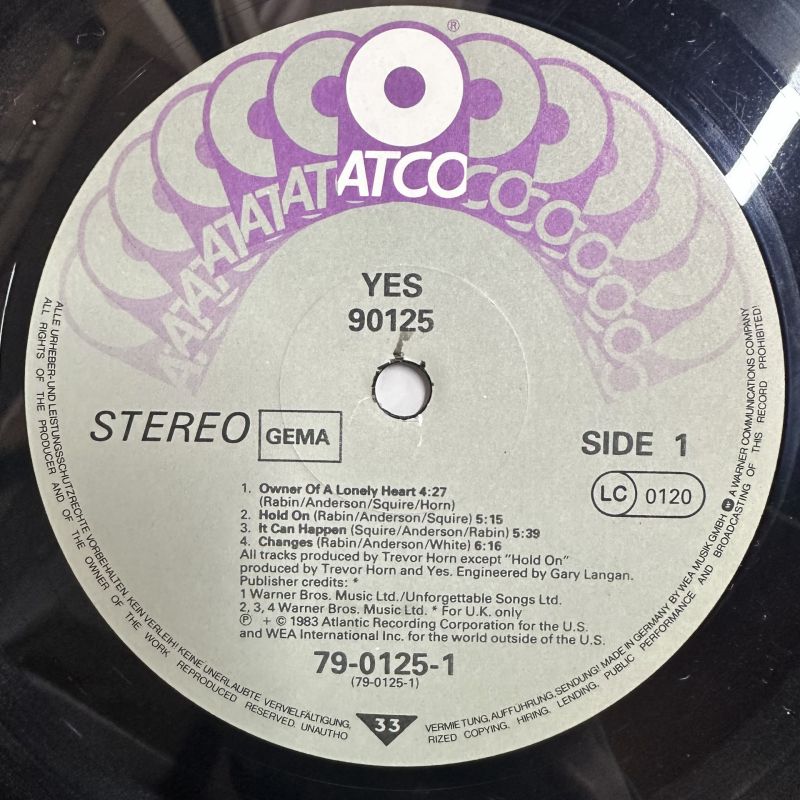 ®
ATCO
YES
90125
STEREO
GEMA
SIDE 1
LC 0120
1. Owner Of A Lonely Heart 4:27
(Rabin/Anderson/Squire/Horn)
2. Hold On (Rabin/Anderson/Squire) 5:15
3. It Can Happen (Squire/Anderson/Rabin) 5:39
4. Changes (Rabin/Anderson/White) 6:16
All tracks produced by Trevor Horn except "Hold On"
produced by Trevor Horn and Yes. Engineered by Gary Langan.
Publisher credits: *
1 Warner Bros. Music Ltd./Unforgettable Songs Ltd.
2, 3, 4 Warner Bros. Music Ltd. * For U.K. only
℗ + © 1983 Atlantic Recording Corporation for the U.S.
and WEA International Inc. for the world outside of the U.S.
79-0125-1
(79-0125-1)
33
ALLE URHEBER- UND LEISTUNGSSCHUTZRECHTE VORBEHALTEN KEIN VERLEIH! KEINE UNERLAUBTE VERVIELFÄLTIGUNG, VERMIETUNG, AUFFÜHRUNG, SENDUNG! MADE IN GERMANY BY WEA MUSIK GMBH A WARNER COMMUNICATIONS COMPANY
ALL RIGHTS OF THE PRODUCER AND OF THE OWNER OF THE WORK REPRODUCED RESERVED. UNAUTHO RIZED COPYING, HIRING, LENDING, PUBLIC PERFORMANCE AND BROADCASTING OF THIS RECORD PROHIBITED!